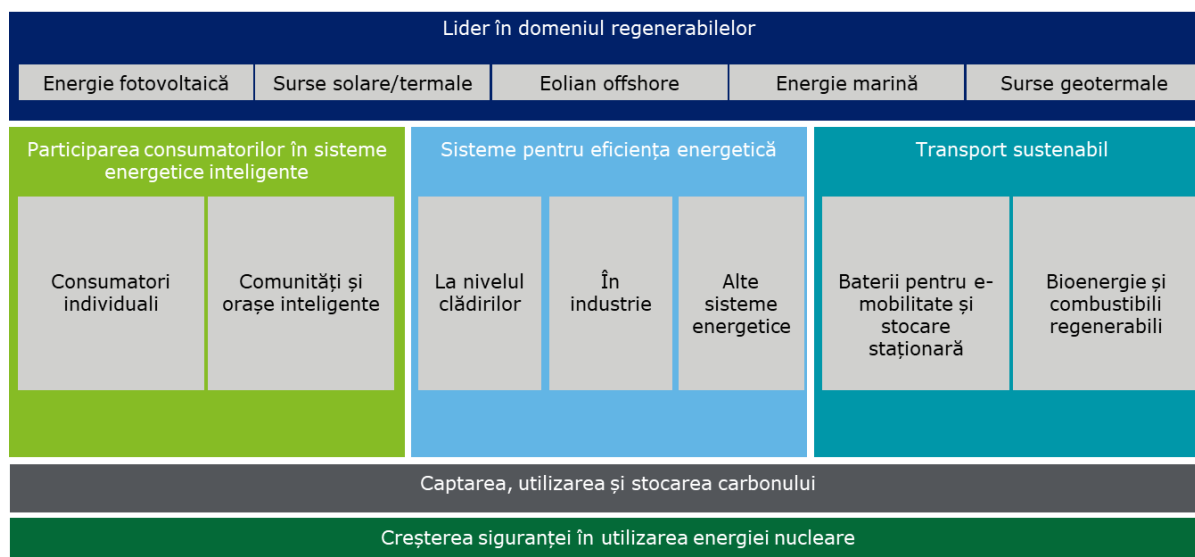 Lider în domeniul regenerabilelor
Energie fotovoltaică
Surse solare/termale
Eolian offshore
Energie marină
Surse geotermale
Participarea consumatorilor în sisteme
energetice inteligente
Consumatori
individuali
Comunități și
orașe inteligente
Sisteme pentru eficiența energetică
La nivelul
clădirilor
În
industrie
Alte
sisteme
energetice
Transport sustenabil
Baterii pentru e-
mobilitate și
stocare
staționară
Bioenergie și
combustibili
regenerabili
Captarea, utilizarea și stocarea carbonului
Creșterea siguranței în utilizarea energiei nucleare